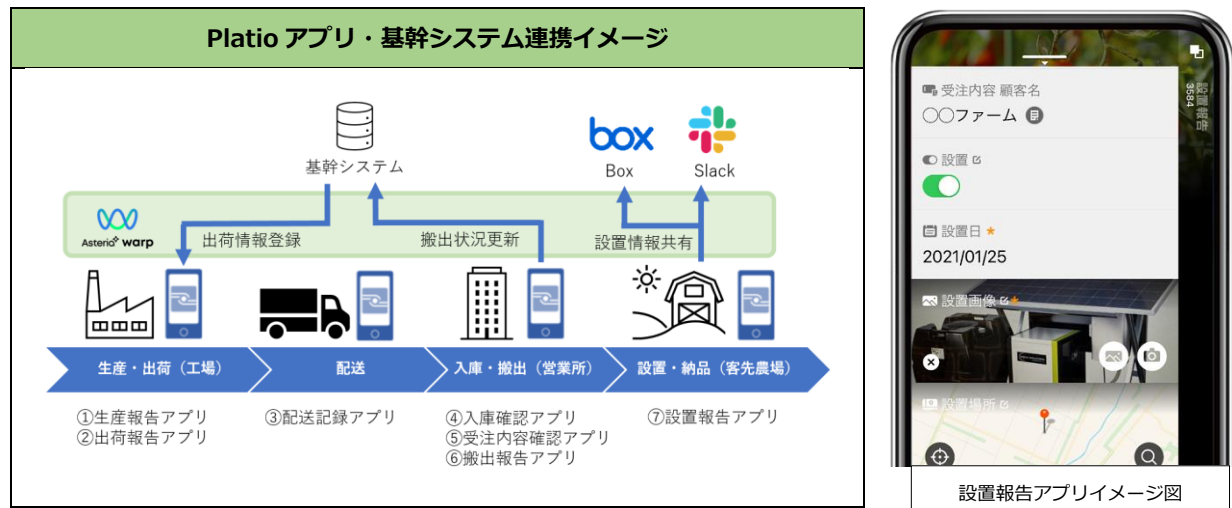 Platio アプリ・基幹システム連携イメージ
基幹システム
box
Box
Slack
Asteria warp
出荷情報登録
搬出状況更新
設置情報共有
生産・出荷（工場）
配送
入庫・搬出（営業所）
設置・納品（客先農場）
①生産報告アプリ
②出荷報告アプリ
③配送記録アプリ
④入庫確認アプリ
⑤受注内容確認アプリ
⑥搬出報告アプリ
⑦設置報告アプリ
受注内容 顧客名
○○ファーム
設置
設置日 *
2021/01/25
設置画像 *
設置場所
設置報告
3584
設置報告アプリイメージ図